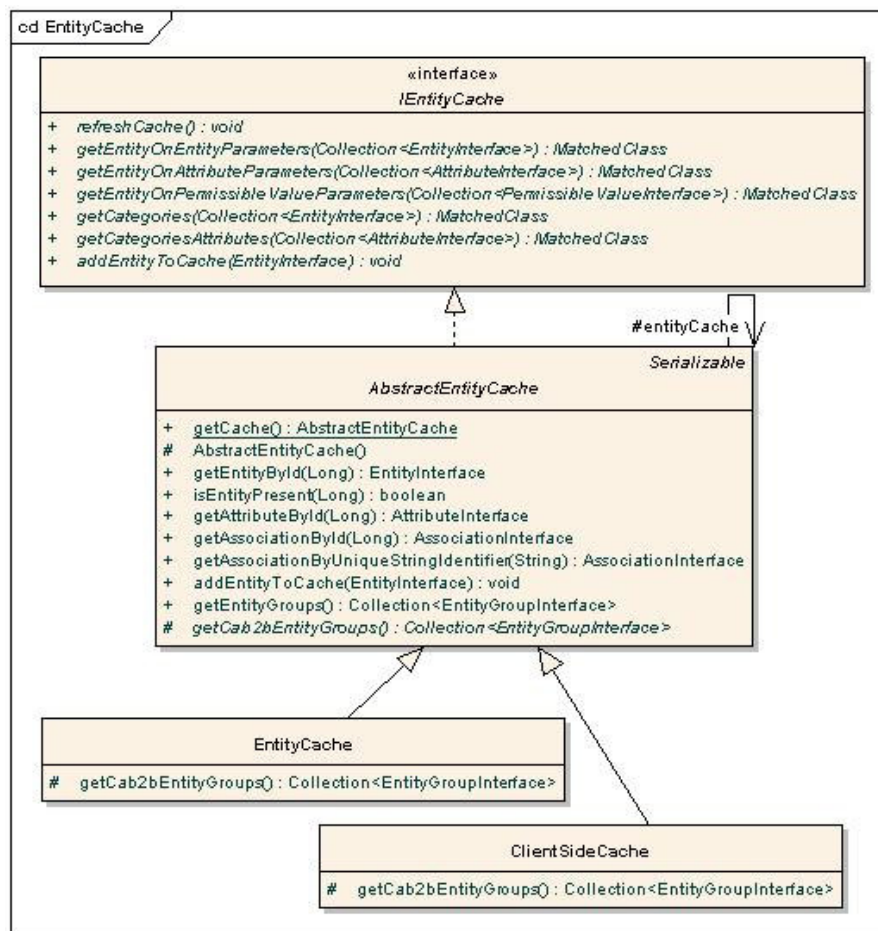 cd EntityCache
«interface»
IEntityCache
+ refreshCache() : void
+ getEntityOnEntityParameters(Collection<EntityInterface>) : MatchedClass
+ getEntityOnAttributeParameters(Collection<AttributeInterface>) : MatchedClass
+ getEntityOnPermissibleValueParameters(Collection<PermissibleValueInterface>) : MatchedClass
+ getCategories(Collection<EntityInterface>) : MatchedClass
+ getCategoriesAttributes(Collection<AttributeInterface>) : MatchedClass
+ addEntityToCache(EntityInterface) : void
#entityCache
Serializable
AbstractEntityCache
+ getCache() : AbstractEntityCache
# AbstractEntityCache()
+ getEntityById(Long) : EntityInterface
+ isEntityPresent(Long) : boolean
+ getAttributeById(Long) : AttributeInterface
+ getAssociationById(Long) : AssociationInterface
+ getAssociationByUniqueStringIdentifier(String) : AssociationInterface
+ addEntityToCache(EntityInterface) : void
+ getEntityGroups() : Collection<EntityGroupInterface>
# getCab2bEntityGroups() : Collection<EntityGroupInterface>
EntityCache
# getCab2bEntityGroups() : Collection<EntityGroupInterface>
ClientSideCache
# getCab2bEntityGroups() : Collection<EntityGroupInterface>